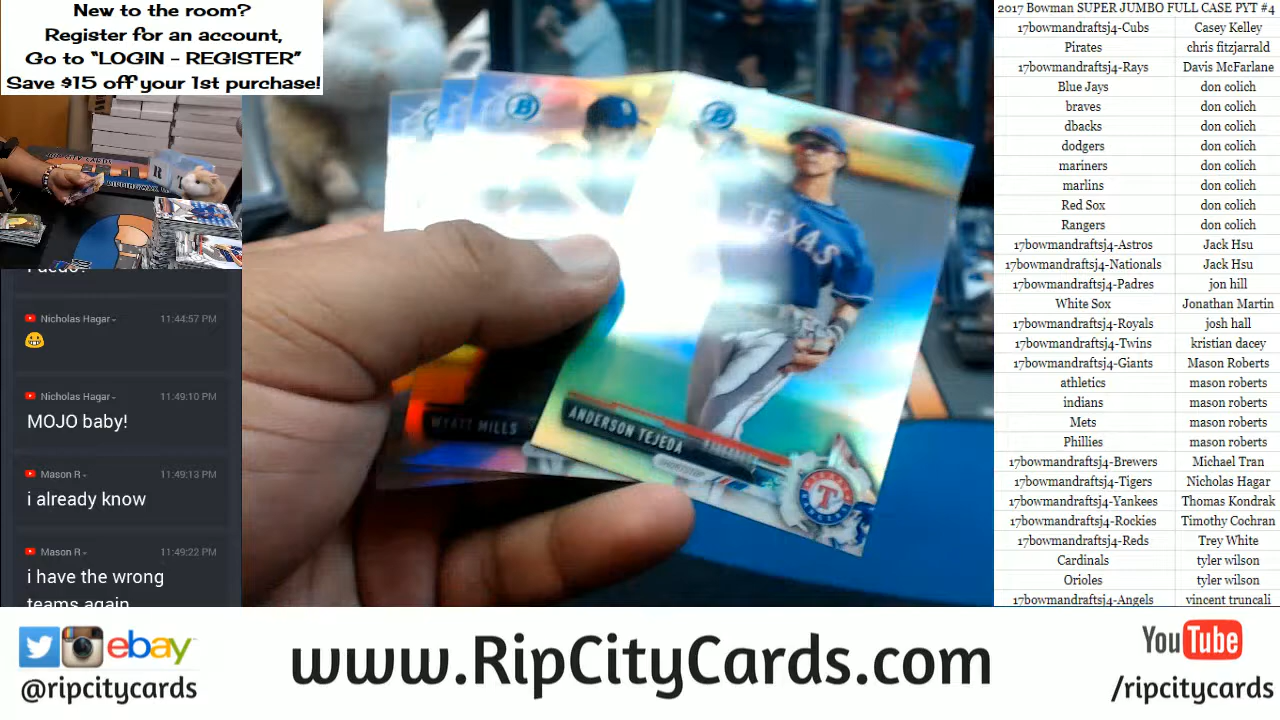 New to the room?
Register for an account,
Go to “LOGIN - REGISTER”
Save $15 off your 1st purchase!
Nicholas Hagar
11:44:57 PM
Nicholas Hagar
11:49:10 PM
MOJO baby!
Mason R
11:49:13 PM
i already know
Mason R
11:49:22 PM
i have the wrong
teams again
TEXAS
WYATT MILLS
ANDERSON TEJEDA
SHORTSTOP
T
2017 Bowman SUPER JUMBO FULL CASE PYT #4
17bowmandraftsj4-Cubs Casey Kelley
Pirates chris fitzjarrald
17bowmandraftsj4-Rays Davis McFarlane
Blue Jays don colich
braves don colich
dbacks don colich
dodgers don colich
mariners don colich
marlins don colich
Red Sox don colich
Rangers don colich
17bowmandraftsj4-Astros Jack Hsu
17bowmandraftsj4-Nationals Jack Hsu
17bowmandraftsj4-Padres jon hill
White Sox Jonathan Martin
17bowmandraftsj4-Royals josh hall
17bowmandraftsj4-Twins kristian dacey
17bowmandraftsj4-Giants Mason Roberts
athletics mason roberts
indians mason roberts
Mets mason roberts
Phillies mason roberts
17bowmandraftsj4-Brewers Michael Tran
17bowmandraftsj4-Tigers Nicholas Hagar
17bowmandraftsj4-Yankees Thomas Kondrak
17bowmandraftsj4-Rockies Timothy Cochran
17bowmandraftsj4-Reds Trey White
Cardinals tyler wilson
Orioles tyler wilson
17bowmandraftsj4-Angels vincent truncali
ebay
@ripcitycards
www.RipCityCards.com
YouTube
/ripcitycards